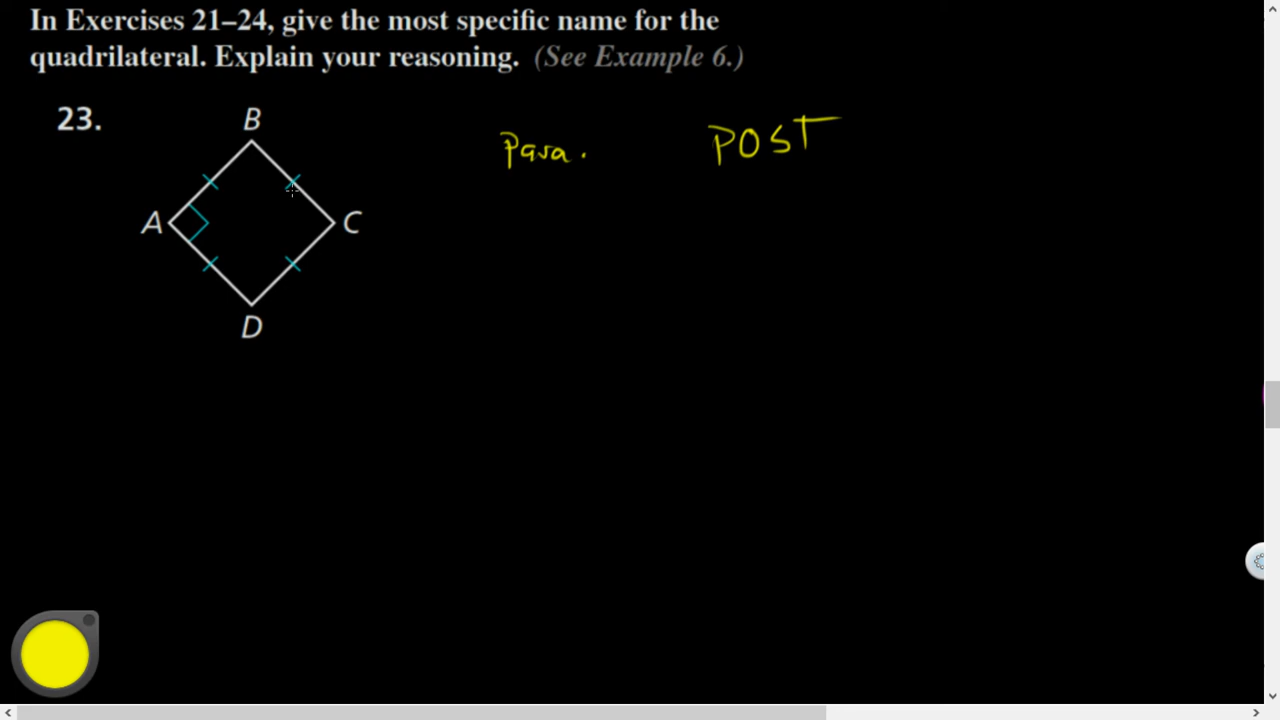 In Exercises 21–24, give the most specific name for the
quadrilateral. Explain your reasoning. (See Example 6.)
23.
B
Para. POST
A C
D